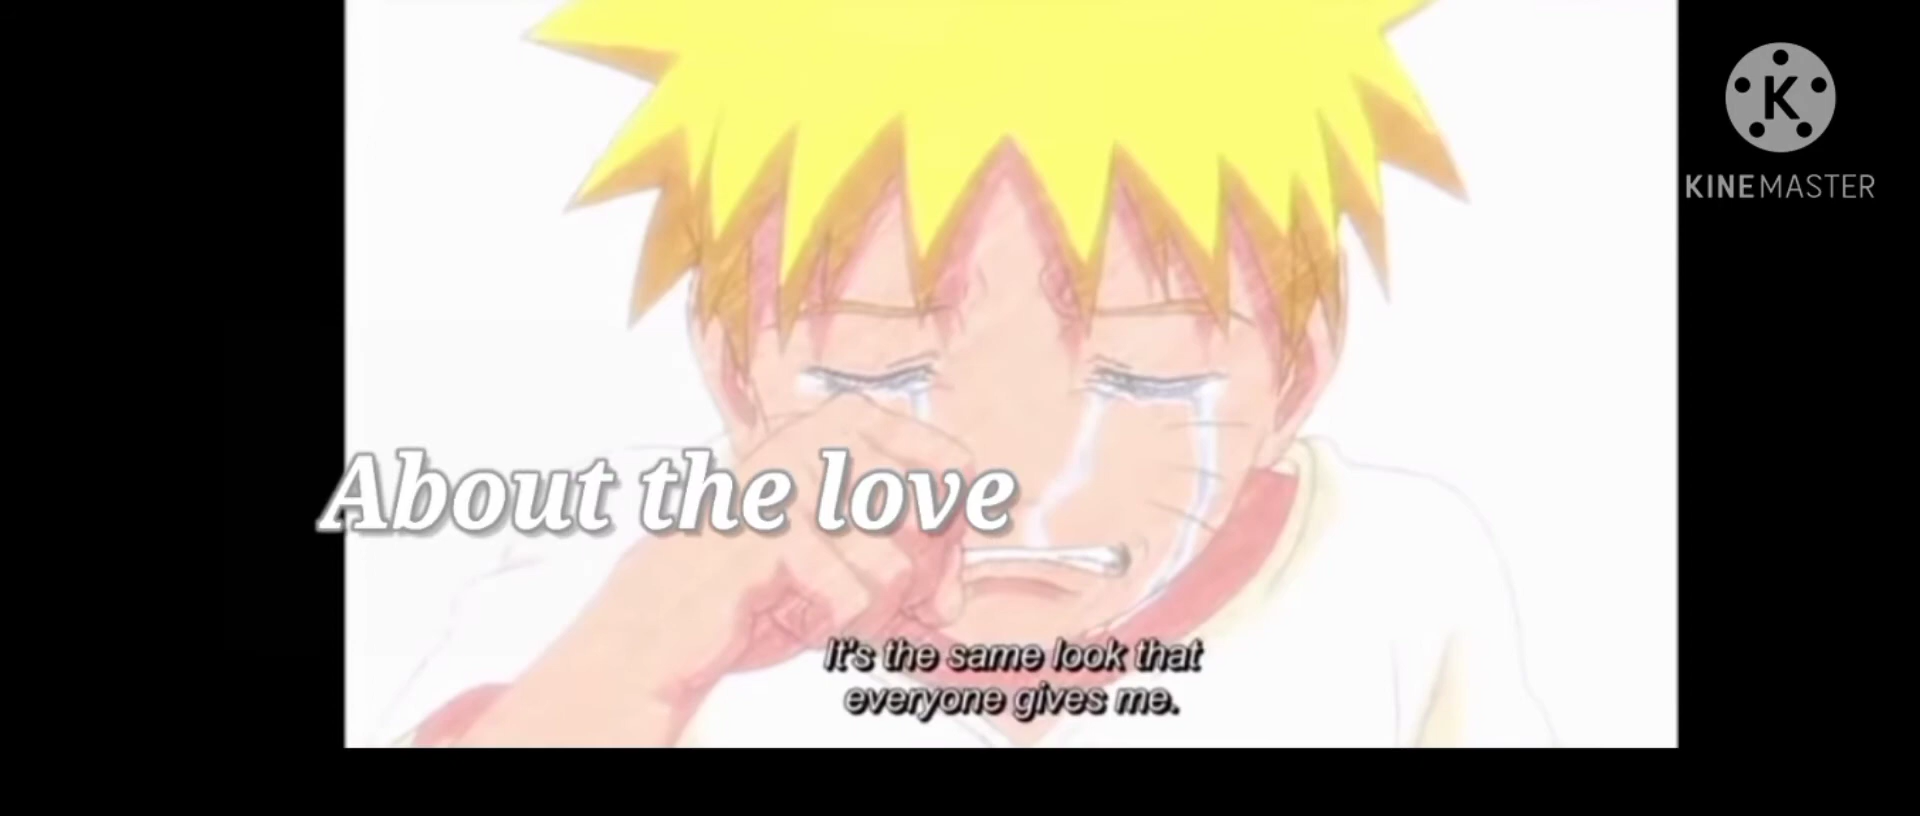 K
KINEMASTER
About the love
It's the same look that
everyone gives me.